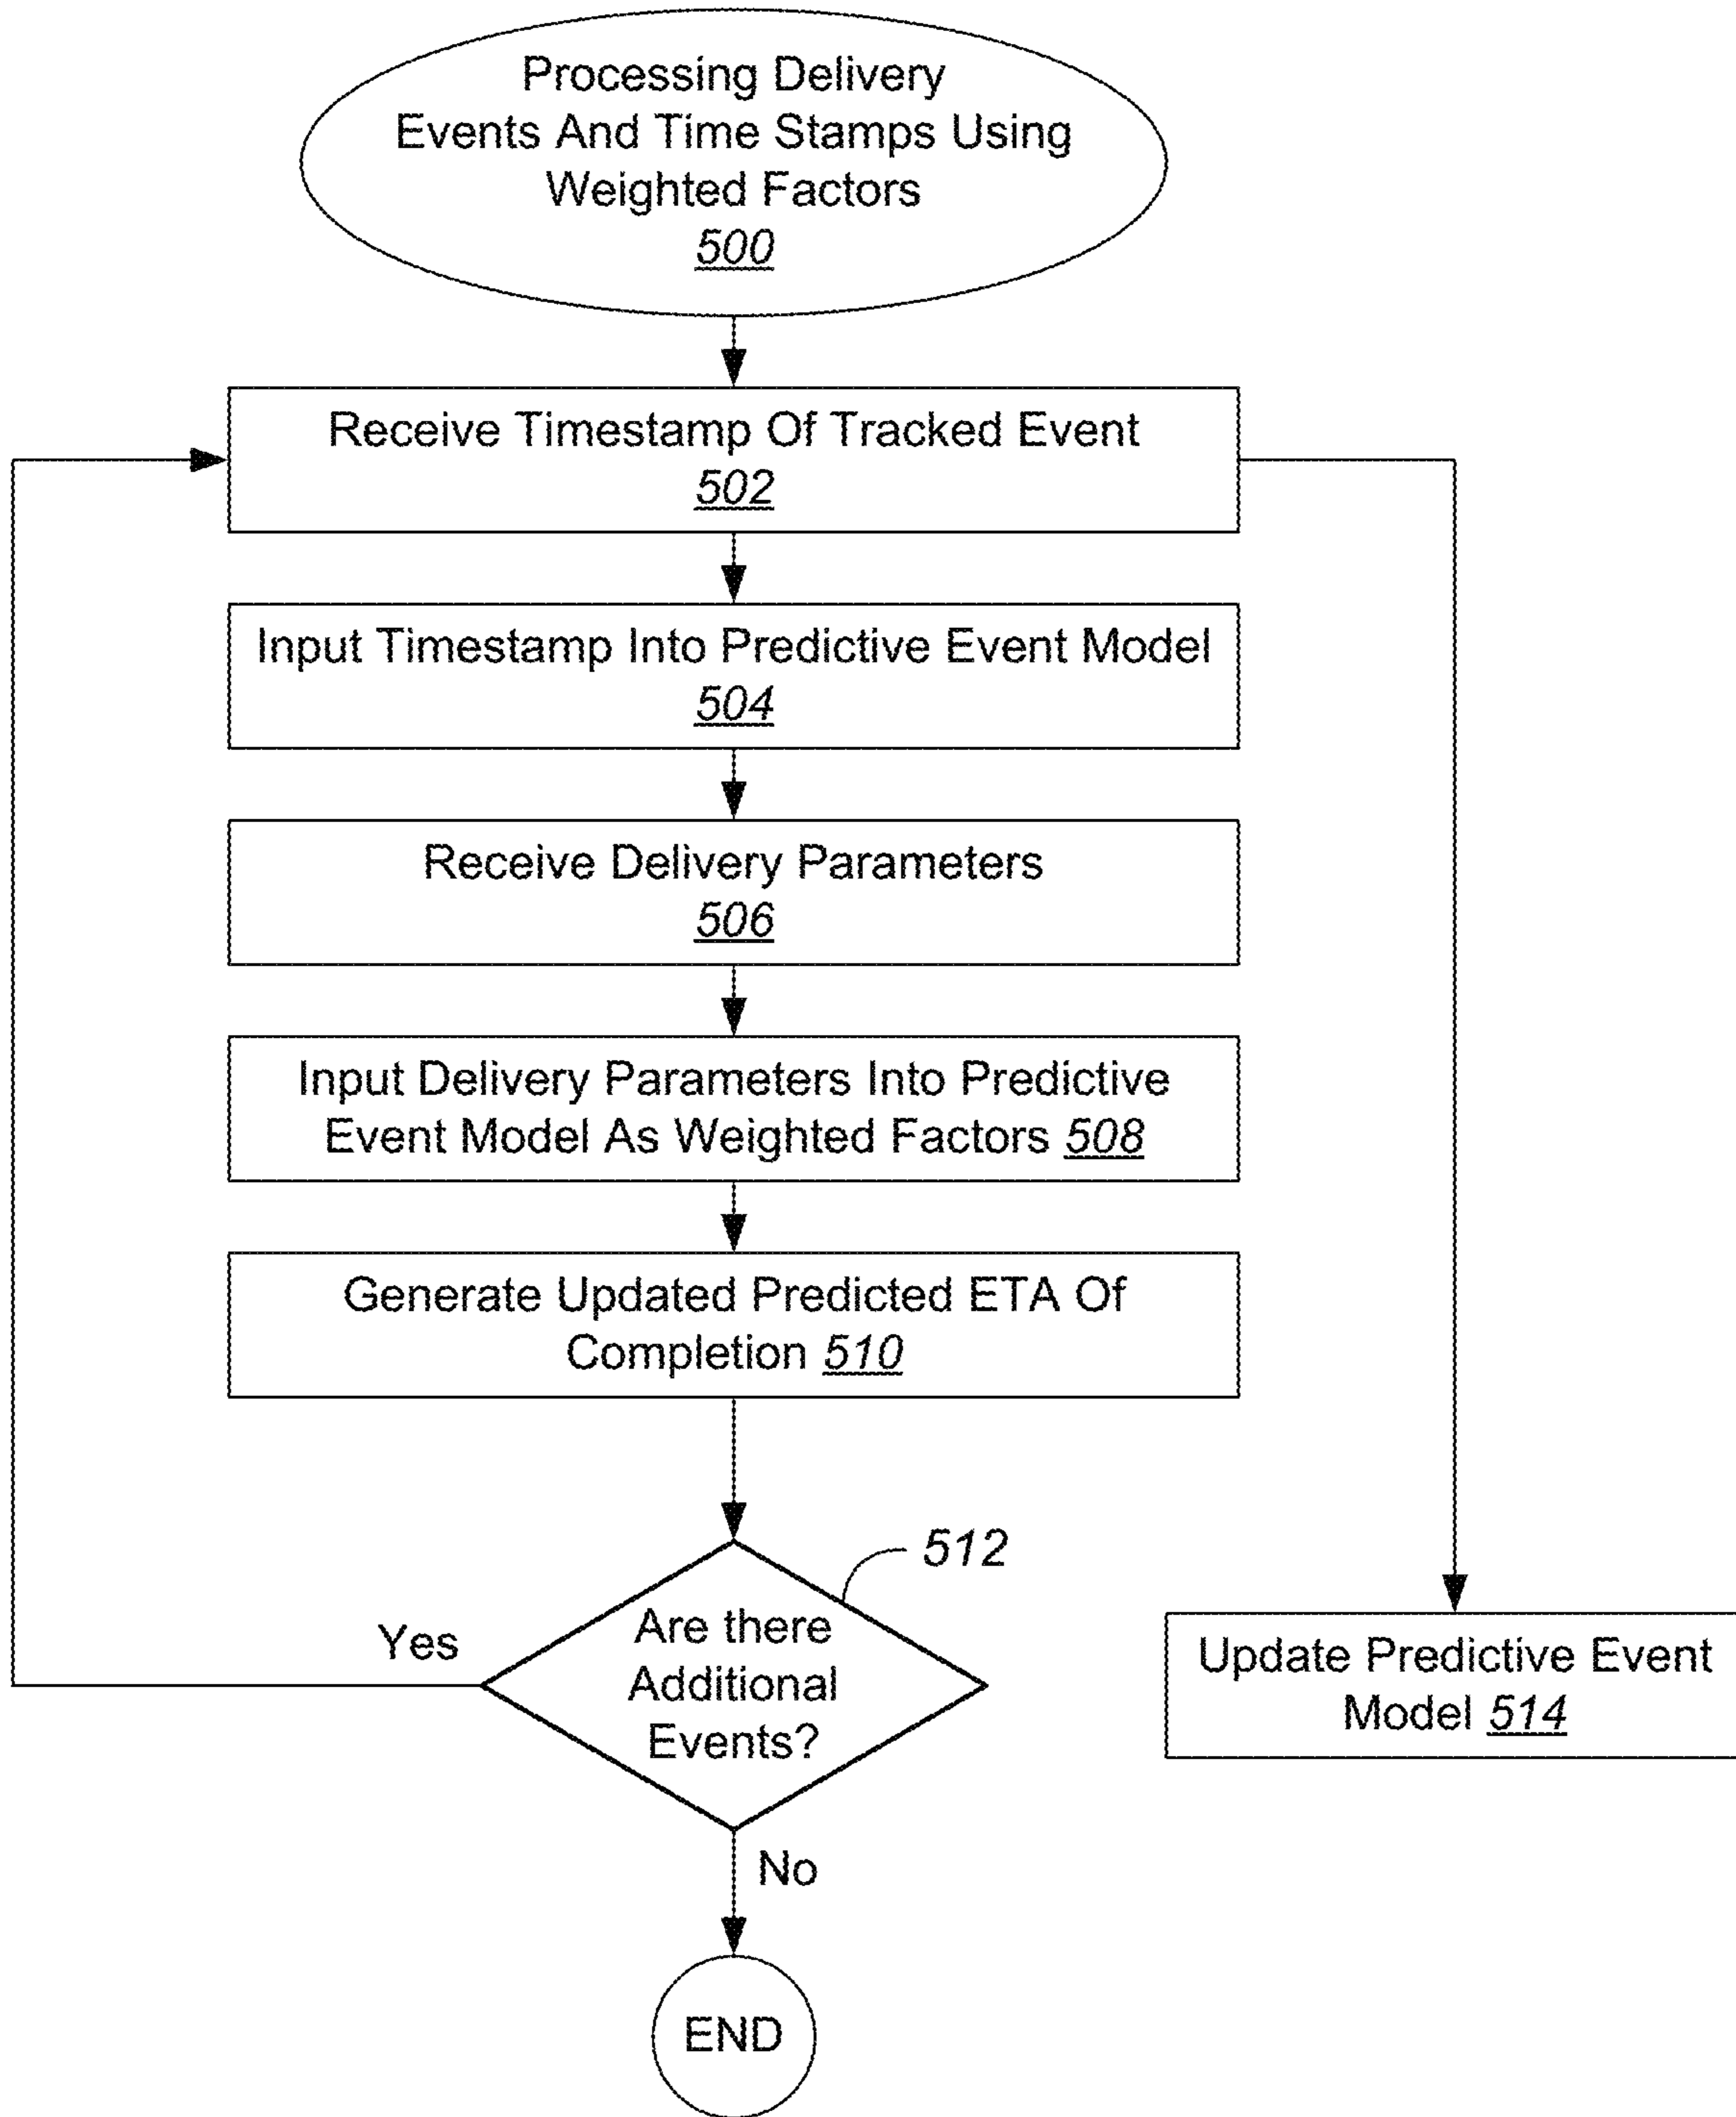 Processing Delivery
Events And Time Stamps Using
Weighted Factors
500
Receive Timestamp Of Tracked Event
502
Input Timestamp Into Predictive Event Model
504
Receive Delivery Parameters
506
Input Delivery Parameters Into Predictive
Event Model As Weighted Factors 508
Generate Updated Predicted ETA Of
Completion 510
512
Are there
Additional
Events?
Yes
No
Update Predictive Event
Model 514
END